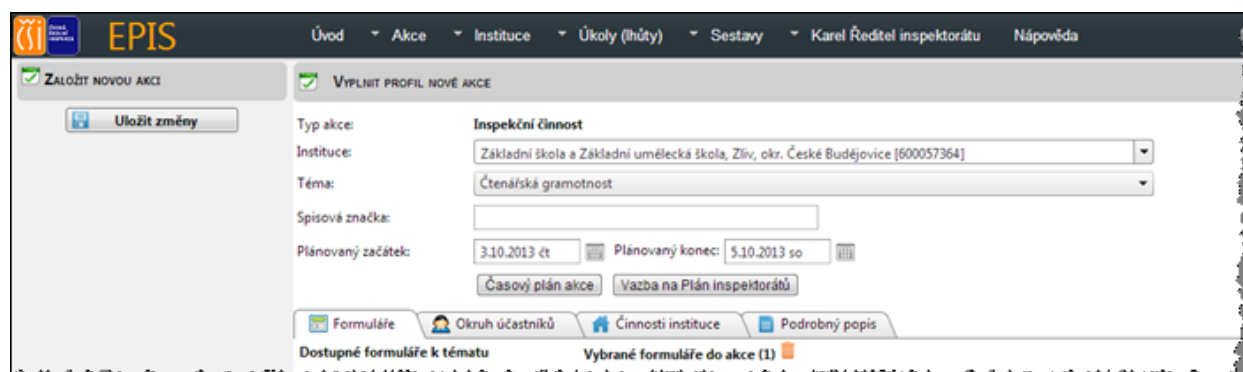 EPIS
Úvod Akce Instituce Úkoly (lhůty) Sestavy Karel Ředitel inspektorátu Nápověda
ZALOŽIT NOVOU AKCI
VYPLNIT PROFIL NOVÉ AKCE
Uložit změny
Typ akce: Inspekční činnost
Instituce: Základní škola a Základní umělecká škola, Zliv, okr. České Budějovice [600057364]
Téma: Čtenářská gramotnost
Spisová značka:
Plánovaný začátek: 3.10.2013 čt Plánovaný konec: 5.10.2013 so
Časový plán akce Vazba na Plán inspektorátů
Formuláře Okruh účastníků Činnosti instituce Podrobný popis
Dostupné formuláře k tématu Vybrané formuláře do akce (1)